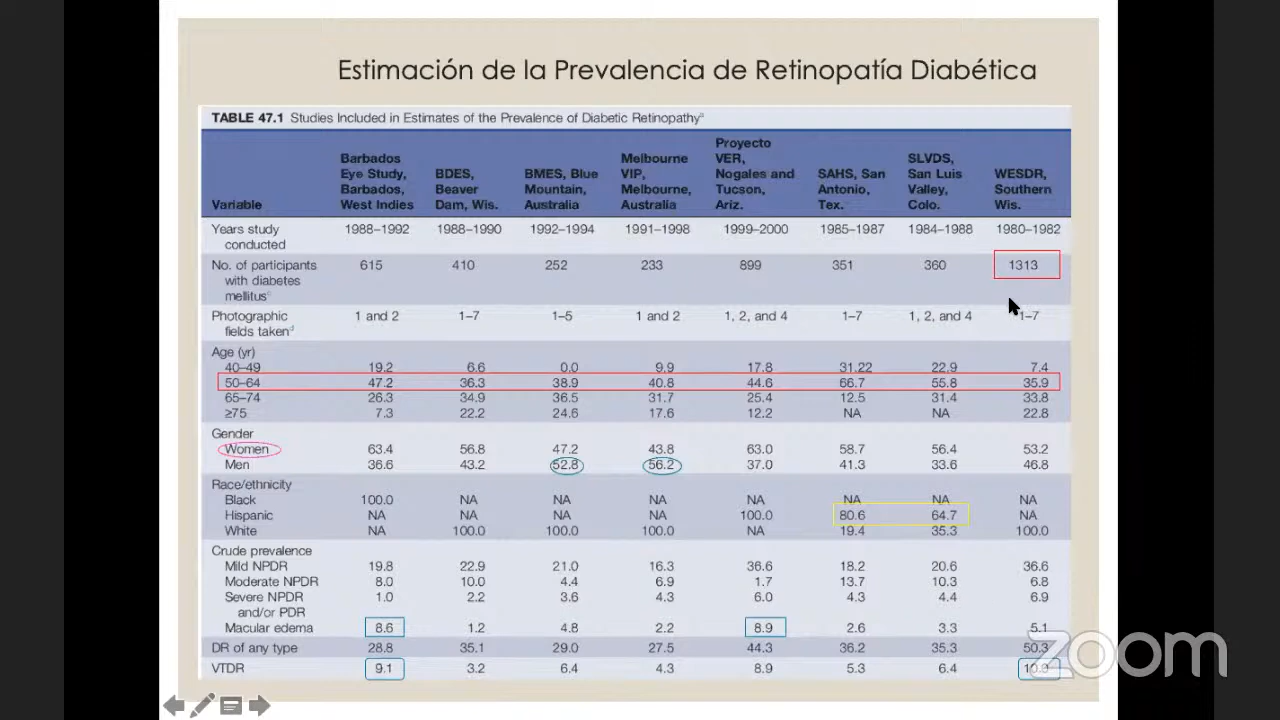 Estimación de la Prevalencia de Retinopatía Diabética
TABLE 47.1 Studies Included in Estimates of the Prevalence of Diabetic Retinopathyᵃ
Variable Barbados Eye Study, Barbados, West Indies BDES, Beaver Dam, Wis. BMES, Blue Mountain, Australia Melbourne VIP, Melbourne, Australia Proyecto VER, Nogales and Tucson, Ariz. SAHS, San Antonio, Tex. SLVDS, San Luis Valley, Colo. WESDR, Southern Wis.
Years study conducted 1988–1992 1988–1990 1992–1994 1991–1998 1999–2000 1985–1987 1984–1988 1980–1982
No. of participants with diabetes mellitusᶜ 615 410 252 233 899 351 360 1313
Photographic fields takenᵈ 1 and 2 1–7 1–5 1 and 2 1, 2, and 4 1–7 1, 2, and 4 1–7
Age (yr)
40–49 19.2 6.6 0.0 9.9 17.8 31.22 22.9 7.4
50–64 47.2 36.3 38.9 40.8 44.6 66.7 55.8 35.9
65–74 26.3 34.9 36.5 31.7 25.4 12.5 31.4 33.8
≥75 7.3 22.2 24.6 17.6 12.2 NA NA 22.8
Gender
Women 63.4 56.8 47.2 43.8 63.0 58.7 56.4 53.2
Men 36.6 43.2 52.8 56.2 37.0 41.3 33.6 46.8
Race/ethnicity
Black 100.0 NA NA NA NA NA NA NA
Hispanic NA NA NA NA 100.0 80.6 64.7 NA
White NA 100.0 100.0 100.0 NA 19.4 35.3 100.0
Crude prevalence
Mild NPDR 19.8 22.9 21.0 16.3 36.6 18.2 20.6 36.6
Moderate NPDR 8.0 10.0 4.4 6.9 1.7 13.7 10.3 6.8
Severe NPDR and/or PDR 1.0 2.2 3.6 4.3 6.0 4.3 4.4 6.9
Macular edema 8.6 1.2 4.8 2.2 8.9 2.6 3.3 5.1
DR of any type 28.8 35.1 29.0 27.5 44.3 36.2 35.3 50.3
VTDR 9.1 3.2 6.4 4.3 8.9 5.3 6.4
zoom